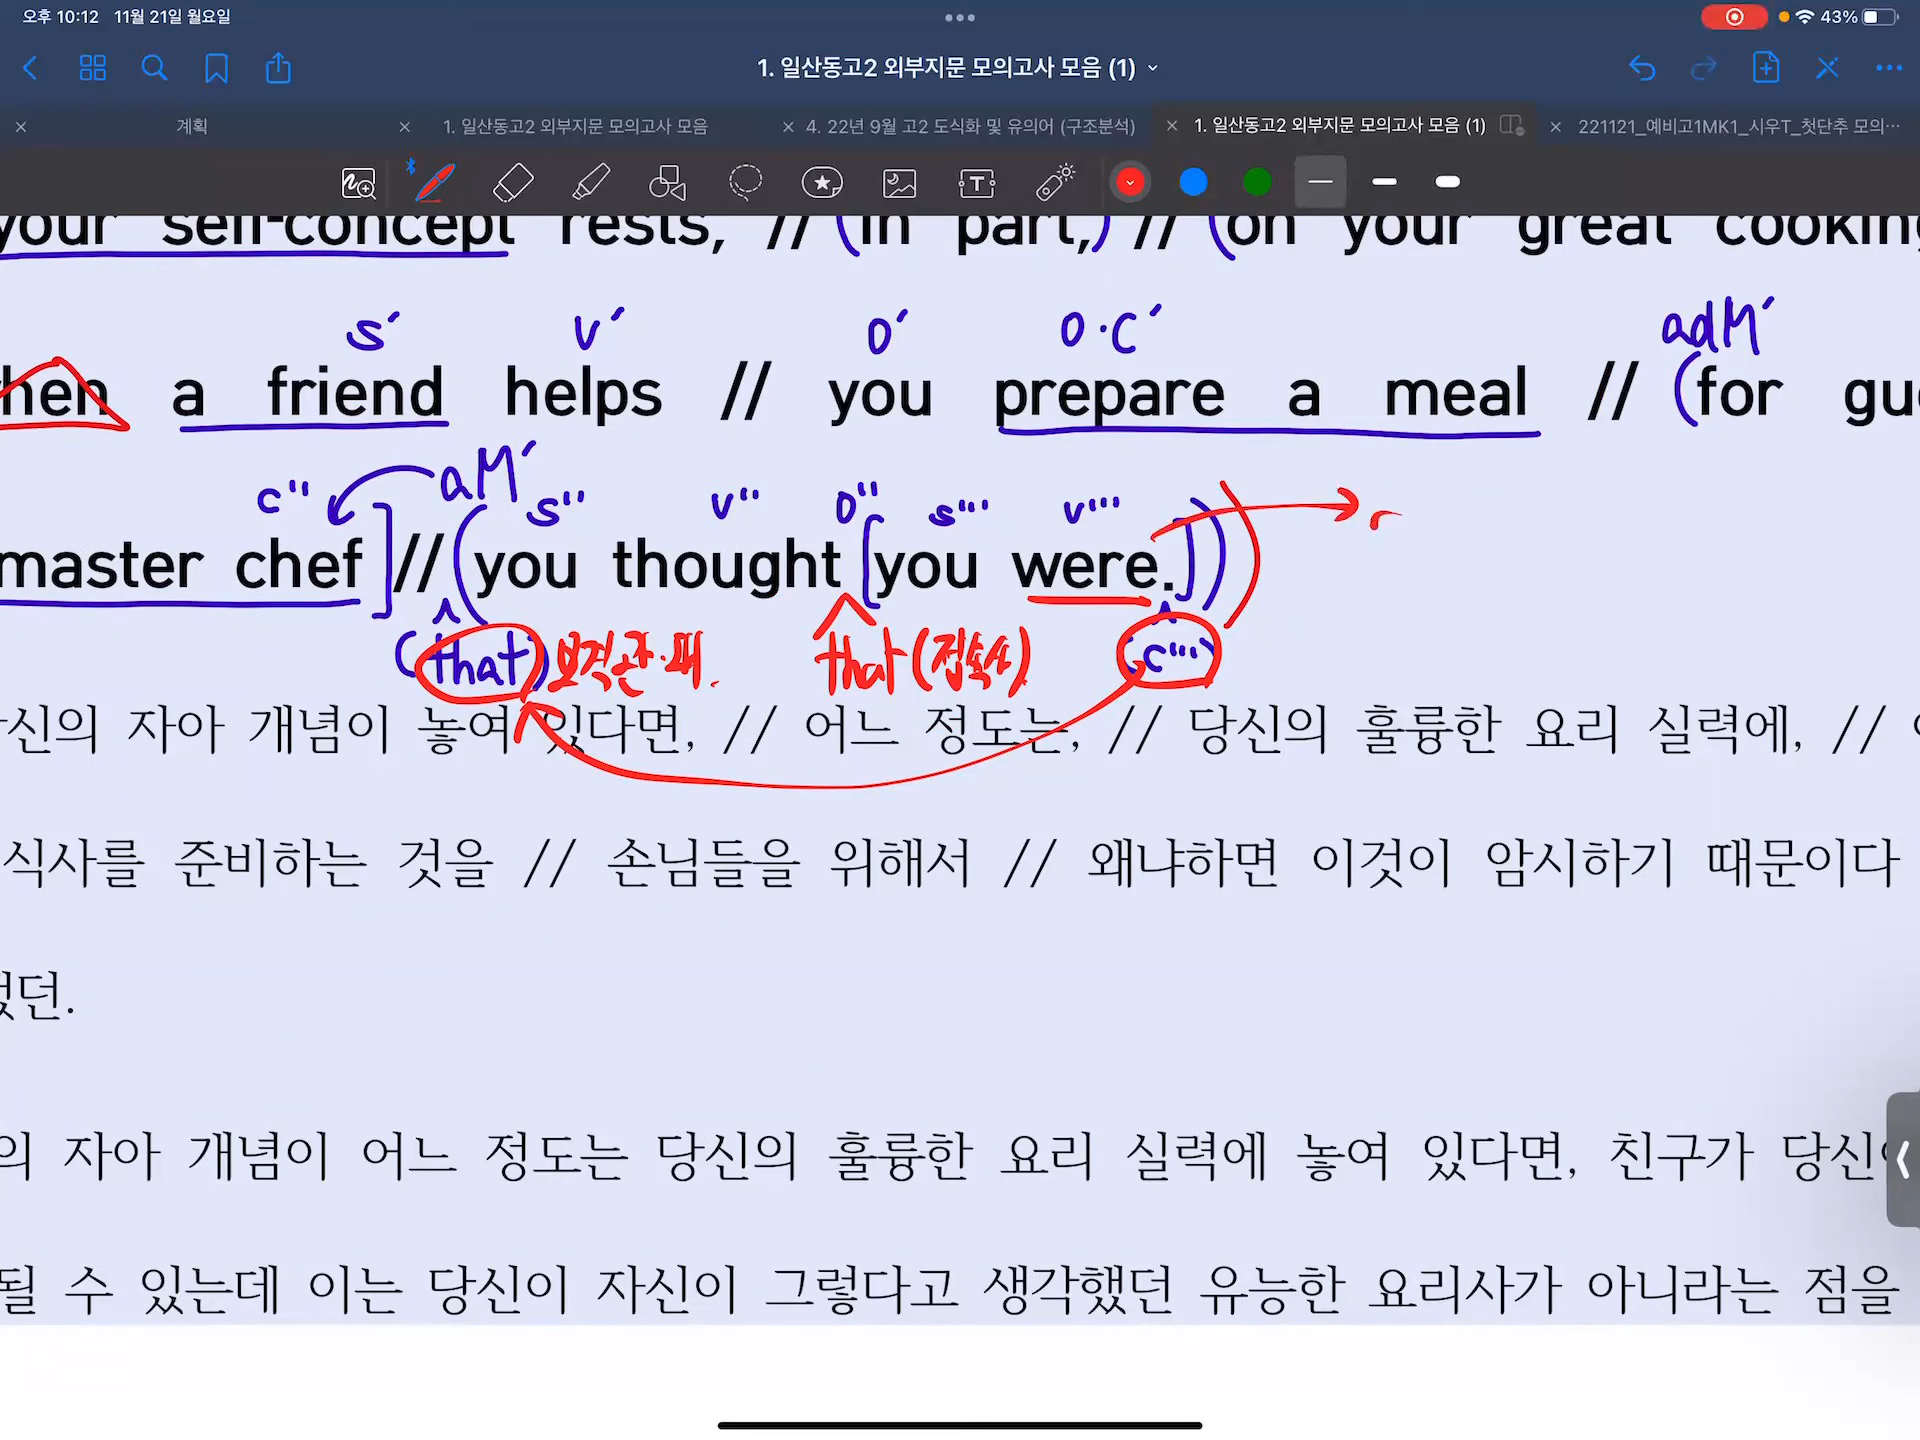 오후 10:12 11월 21일 월요일 43%
1. 일산동고2 외부지문 모의고사 모음 (1)
계획 1. 일산동고2 외부지문 모의고사 모음 4. 22년 9월 고2 도식화 및 유의어 (구조분석) 1. 일산동고2 외부지문 모의고사 모음 (1) 221121_예비고1MK1_시우T_첫단추 모의…
your self-concept rests, // (in part,) // (on your great cooking
s′ v′ o′ o·c′ adM′
hen a friend helps // you prepare a meal // (for gu
c″ aM′ s″ v″ o″ s‴ v‴
master chef] // (you thought [you were.])
(that) 보격관·대. that (접속사) (c‴)
신의 자아 개념이 놓여 있다면, // 어느 정도는, // 당신의 훌륭한 요리 실력에, //
식사를 준비하는 것을 // 손님들을 위해서 // 왜냐하면 이것이 암시하기 때문이다
던.
의 자아 개념이 어느 정도는 당신의 훌륭한 요리 실력에 놓여 있다면, 친구가 당신
될 수 있는데 이는 당신이 자신이 그렇다고 생각했던 유능한 요리사가 아니라는 점을